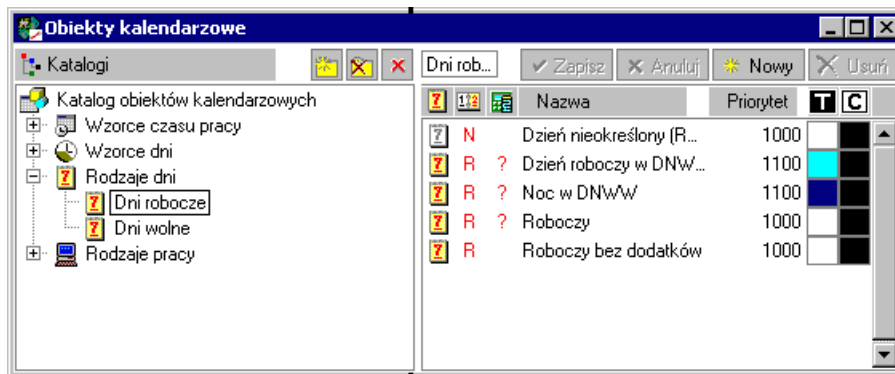 Obiekty kalendarzowe
Katalogi
Dni rob...
Zapisz
Anuluj
Nowy
Usuń
Katalog obiektów kalendarzowych
Wzorce czasu pracy
Wzorce dni
Rodzaje dni
Dni robocze
Dni wolne
Rodzaje pracy
Nazwa Priorytet T C
N Dzień nieokreślony (R... 1000
R ? Dzień roboczy w DNW... 1100
R ? Noc w DNWW 1100
R ? Roboczy 1000
R Roboczy bez dodatków 1000